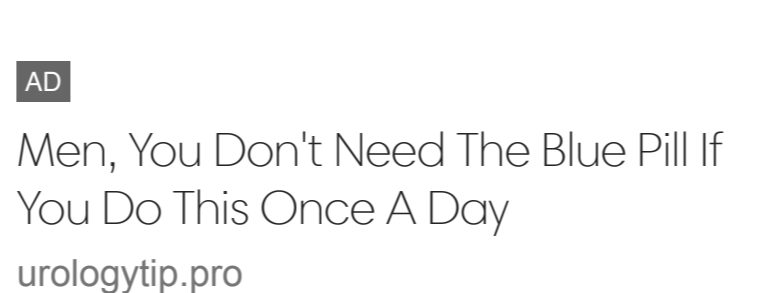 AD
Men, You Don't Need The Blue Pill If
You Do This Once A Day
urologytip.pro